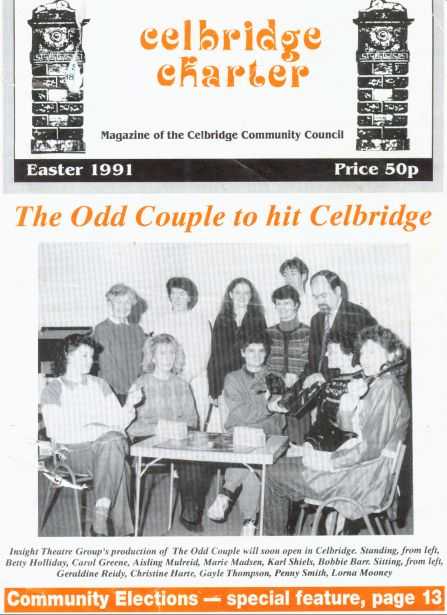 celbridge
charter
Magazine of the Celbridge Community Council
Easter 1991 Price 50p
The Odd Couple to hit Celbridge
Insight Theatre Group's production of The Odd Couple will soon open in Celbridge. Standing, from left,
Betty Holliday, Carol Greene, Aisling Mulreid, Marie Madsen, Karl Shiels, Bobbie Barr. Sitting, from left,
Geraldine Reidy, Christine Harte, Gayle Thompson, Penny Smith, Lorna Mooney
Community Elections — special feature, page 13